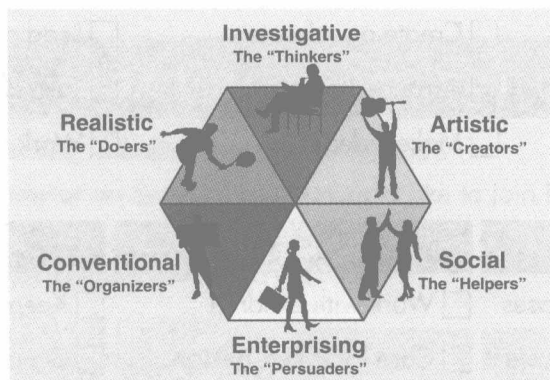 Investigative
The "Thinkers"
Realistic
The "Do-ers"
Artistic
The "Creators"
Conventional
The "Organizers"
Social
The "Helpers"
Enterprising
The "Persuaders"